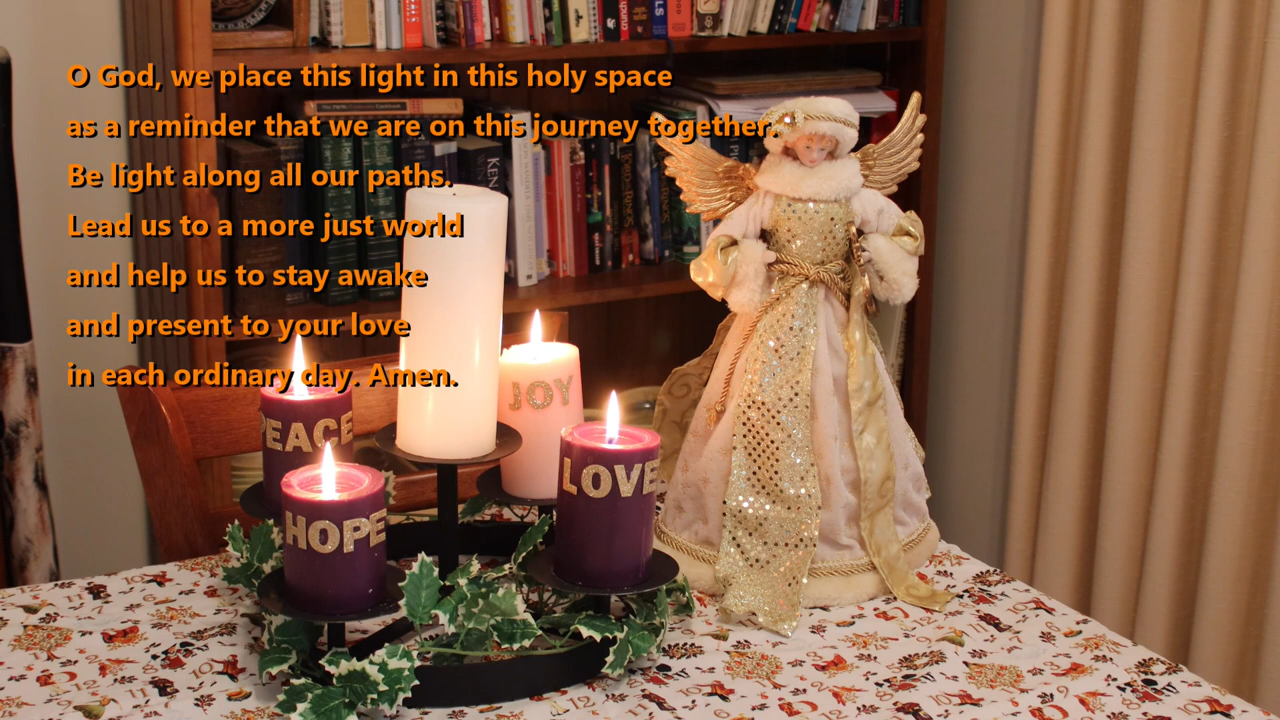 O God, we place this light in this holy space
as a reminder that we are on this journey together.
Be light along all our paths.
Lead us to a more just world
and help us to stay awake
and present to your love
in each ordinary day. Amen.
JOY
PEACE
LOVE
HOPE